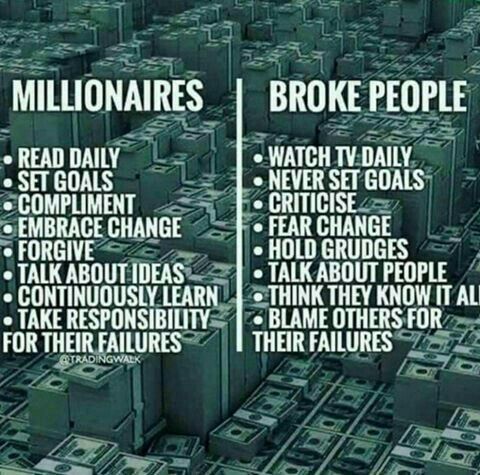 MILLIONAIRES
• READ DAILY
• SET GOALS
• COMPLIMENT
• EMBRACE CHANGE
• FORGIVE
• TALK ABOUT IDEAS
• CONTINUOUSLY LEARN
• TAKE RESPONSIBILITY
FOR THEIR FAILURES
@TRADINGWALK
BROKE PEOPLE
• WATCH TV DAILY
• NEVER SET GOALS
• CRITICISE
• FEAR CHANGE
• HOLD GRUDGES
• TALK ABOUT PEOPLE
• THINK THEY KNOW IT AL
• BLAME OTHERS FOR
THEIR FAILURES